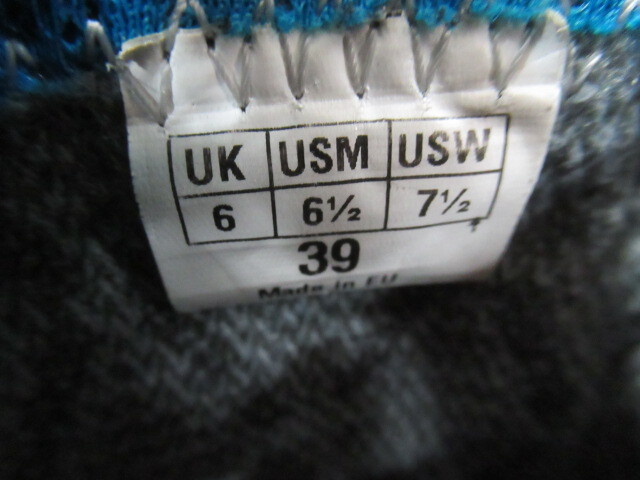 UK USM USW
6 6½ 7½
39
Made in EU